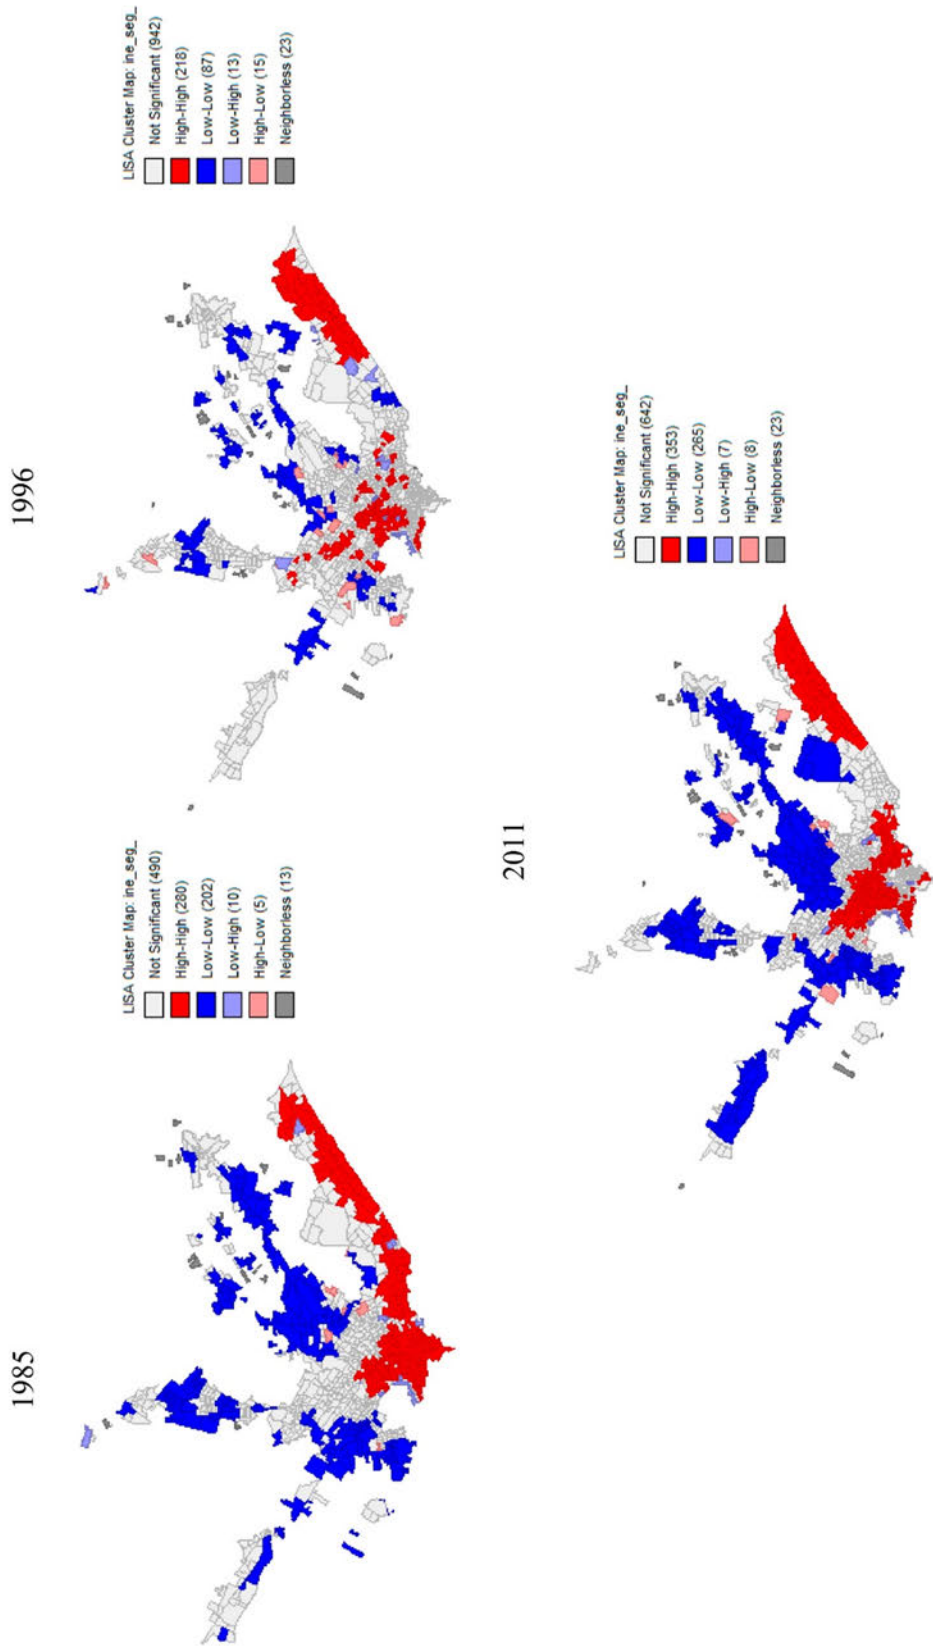 1985
LISA Cluster Map: ine_seg_
Not Significant (490)
High-High (280)
Low-Low (202)
Low-High (10)
High-Low (5)
Neighborless (13)
1996
LISA Cluster Map: ine_seg_
Not Significant (942)
High-High (218)
Low-Low (87)
Low-High (13)
High-Low (15)
Neighborless (23)
2011
LISA Cluster Map: ine_seg_
Not Significant (642)
High-High (353)
Low-Low (265)
Low-High (7)
High-Low (8)
Neighborless (23)